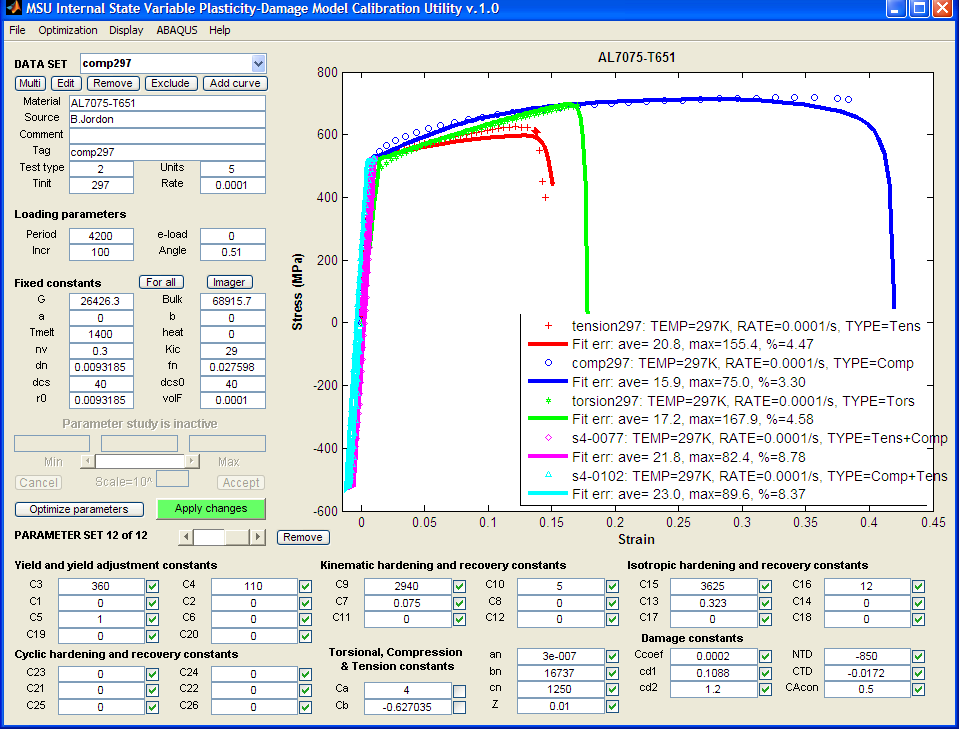 MSU Internal State Variable Plasticity-Damage Model Calibration Utility v.1.0
File Optimization Display ABAQUS Help
DATA SET comp297
Multi Edit Remove Exclude Add curve
Material AL7075-T651
Source B.Jordon
Comment
Tag comp297
Test type 2 Units 5
Tinit 297 Rate 0.0001
Loading parameters
Period 4200 e-load 0
Incr 100 Angle 0.51
Fixed constants For all Imager
G 26426.3 Bulk 68915.7
a 0 b 0
Tmelt 1400 heat 0
nv 0.3 Kic 29
dn 0.0093185 fn 0.027598
dcs 40 dcs0 40
r0 0.0093185 volF 0.0001
Parameter study is inactive
Min Max
Cancel Scale=10^ Accept
Optimize parameters Apply changes
PARAMETER SET 12 of 12 Remove
AL7075-T651
800
600
400
200
0
-200
-400
-600
Stress (MPa)
0 0.05 0.1 0.15 0.2 0.25 0.3 0.35 0.4 0.45
Strain
tension297: TEMP=297K, RATE=0.0001/s, TYPE=Tens
Fit err: ave= 20.8, max=155.4, %=4.47
comp297: TEMP=297K, RATE=0.0001/s, TYPE=Comp
Fit err: ave= 15.9, max=75.0, %=3.30
torsion297: TEMP=297K, RATE=0.0001/s, TYPE=Tors
Fit err: ave= 17.2, max=167.9, %=4.58
s4-0077: TEMP=297K, RATE=0.0001/s, TYPE=Tens+Comp
Fit err: ave= 21.8, max=82.4, %=8.78
s4-0102: TEMP=297K, RATE=0.0001/s, TYPE=Comp+Tens
Fit err: ave= 23.0, max=89.6, %=8.37
Yield and yield adjustment constants
C3 360 C4 110
C1 0 C2 0
C5 1 C6 0
C19 0 C20 0
Cyclic hardening and recovery constants
C23 0 C24 0
C21 0 C22 0
C25 0 C26 0
Kinematic hardening and recovery constants
C9 2940 C10 5
C7 0.075 C8 0
C11 0 C12 0
Torsional, Compression
& Tension constants
Ca 4
Cb -0.627035
an 3e-007
bn 16737
cn 1250
Z 0.01
Isotropic hardening and recovery constants
C15 3625 C16 12
C13 0.323 C14 0
C17 0 C18 0
Damage constants
Ccoef 0.0002 NTD -850
cd1 0.1088 CTD -0.0172
cd2 1.2 CAcon 0.5